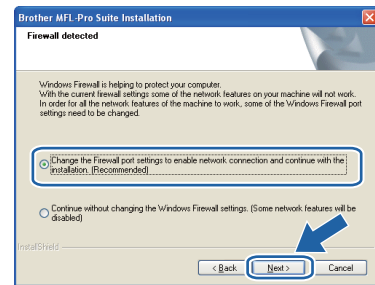 Brother MFL-Pro Suite Installation
Firewall detected
Windows Firewall is helping to protect your computer.
With the current firewall settings some of the network features on your machine will not work.
In order for all the network features of the machine to work, some of the Windows Firewall port
settings need to be changed.
Change the Firewall port settings to enable network connection and continue with the
installation. (Recommended)
Continue without changing the Windows Firewall settings. (Some network features will be
disabled)
InstallShield
< Back
Next >
Cancel